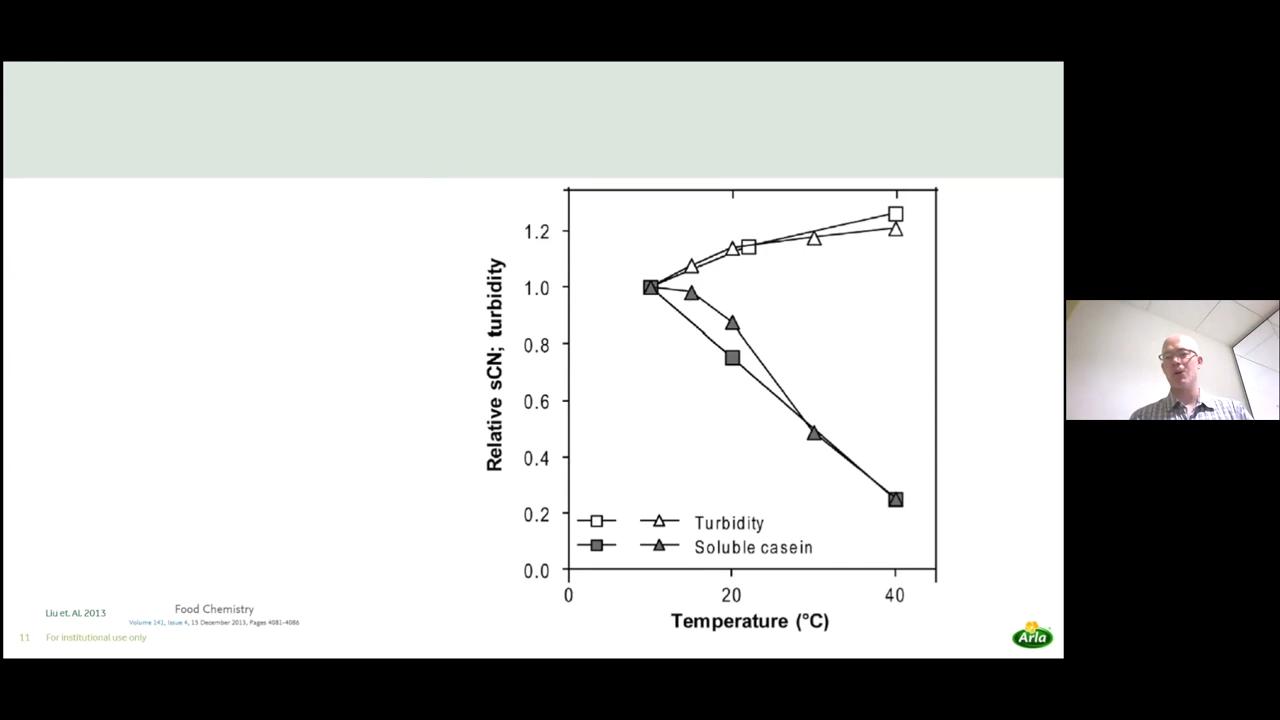 1.2
1.0
0.8
0.6
0.4
0.2
0.0
Relative sCN; turbidity
Turbidity
Soluble casein
0 20 40
Temperature (°C)
Liu et. AL 2013
Food Chemistry
Volume 141, Issue 4, 15 December 2013, Pages 4081–4086
11 For institutional use only
Arla